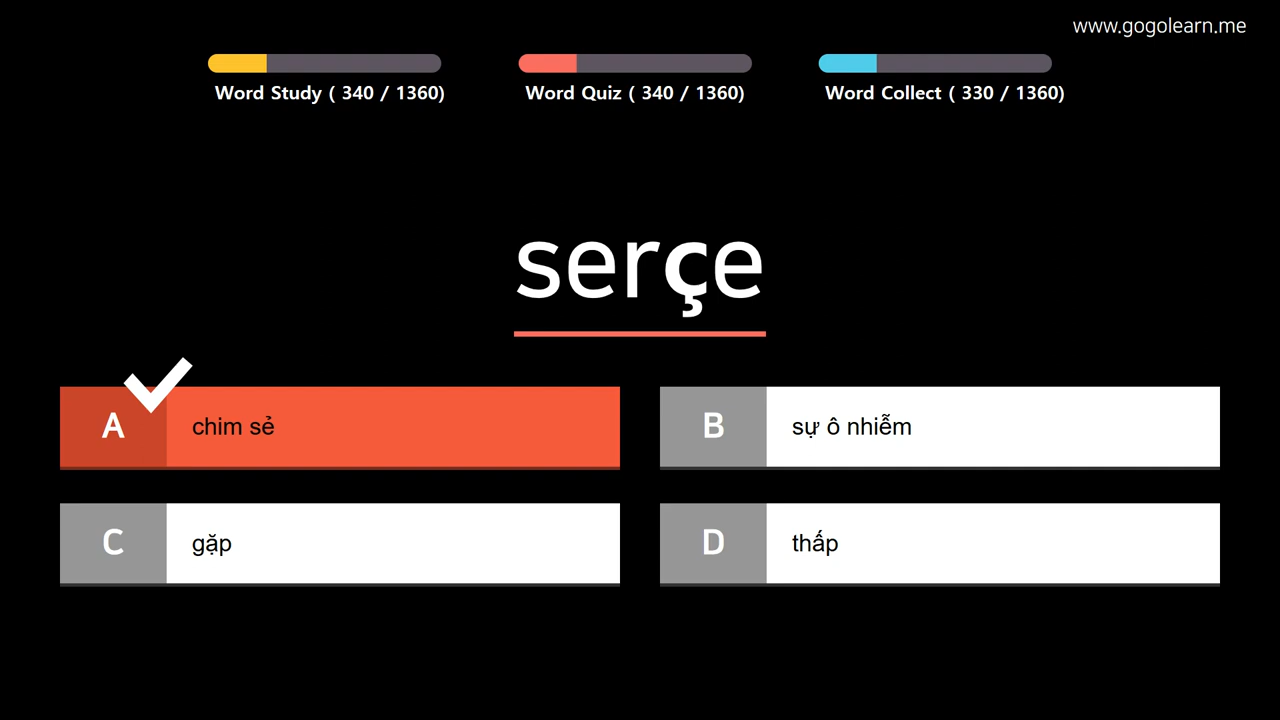 www.gogolearn.me
Word Study ( 340 / 1360)
Word Quiz ( 340 / 1360)
Word Collect ( 330 / 1360)
serçe
A chim sẻ
B sự ô nhiễm
C gặp
D thấp